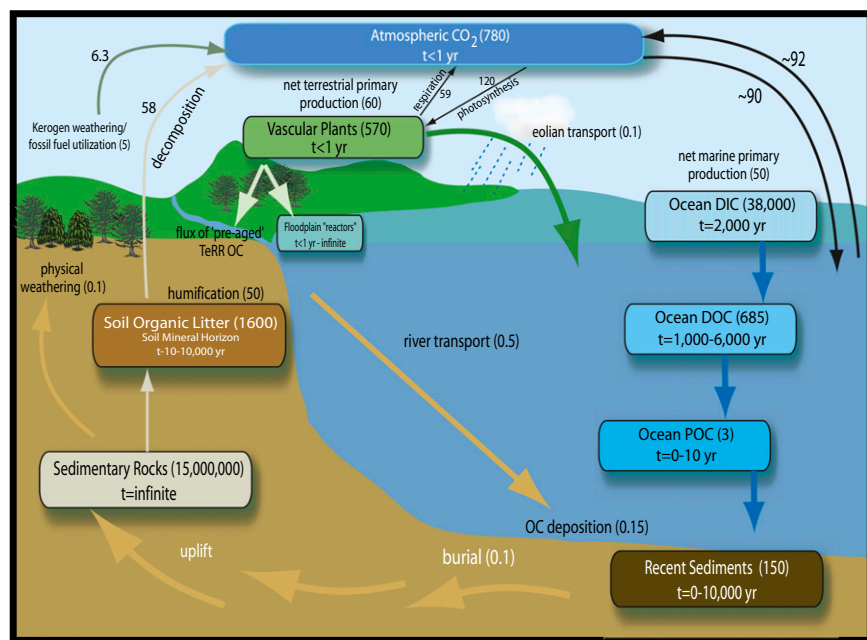 Atmospheric CO2 (780)
t<1 yr
6.3
58
decomposition
Kerogen weathering/
fossil fuel utilization (5)
net terrestrial primary
production (60)
respiration
59
120
photosynthesis
~92
~90
Vascular Plants (570)
t<1 yr
eolian transport (0.1)
net marine primary
production (50)
Ocean DIC (38,000)
t=2,000 yr
flux of 'pre-aged'
TeRR OC
Floodplain "reactors"
t<1 yr - infinite
physical
weathering (0.1)
humification (50)
Soil Organic Litter (1600)
Soil Mineral Horizon
t-10-10,000 yr
river transport (0.5)
Ocean DOC (685)
t=1,000-6,000 yr
Ocean POC (3)
t=0-10 yr
Sedimentary Rocks (15,000,000)
t=infinite
OC deposition (0.15)
uplift
burial (0.1)
Recent Sediments (150)
t=0-10,000 yr